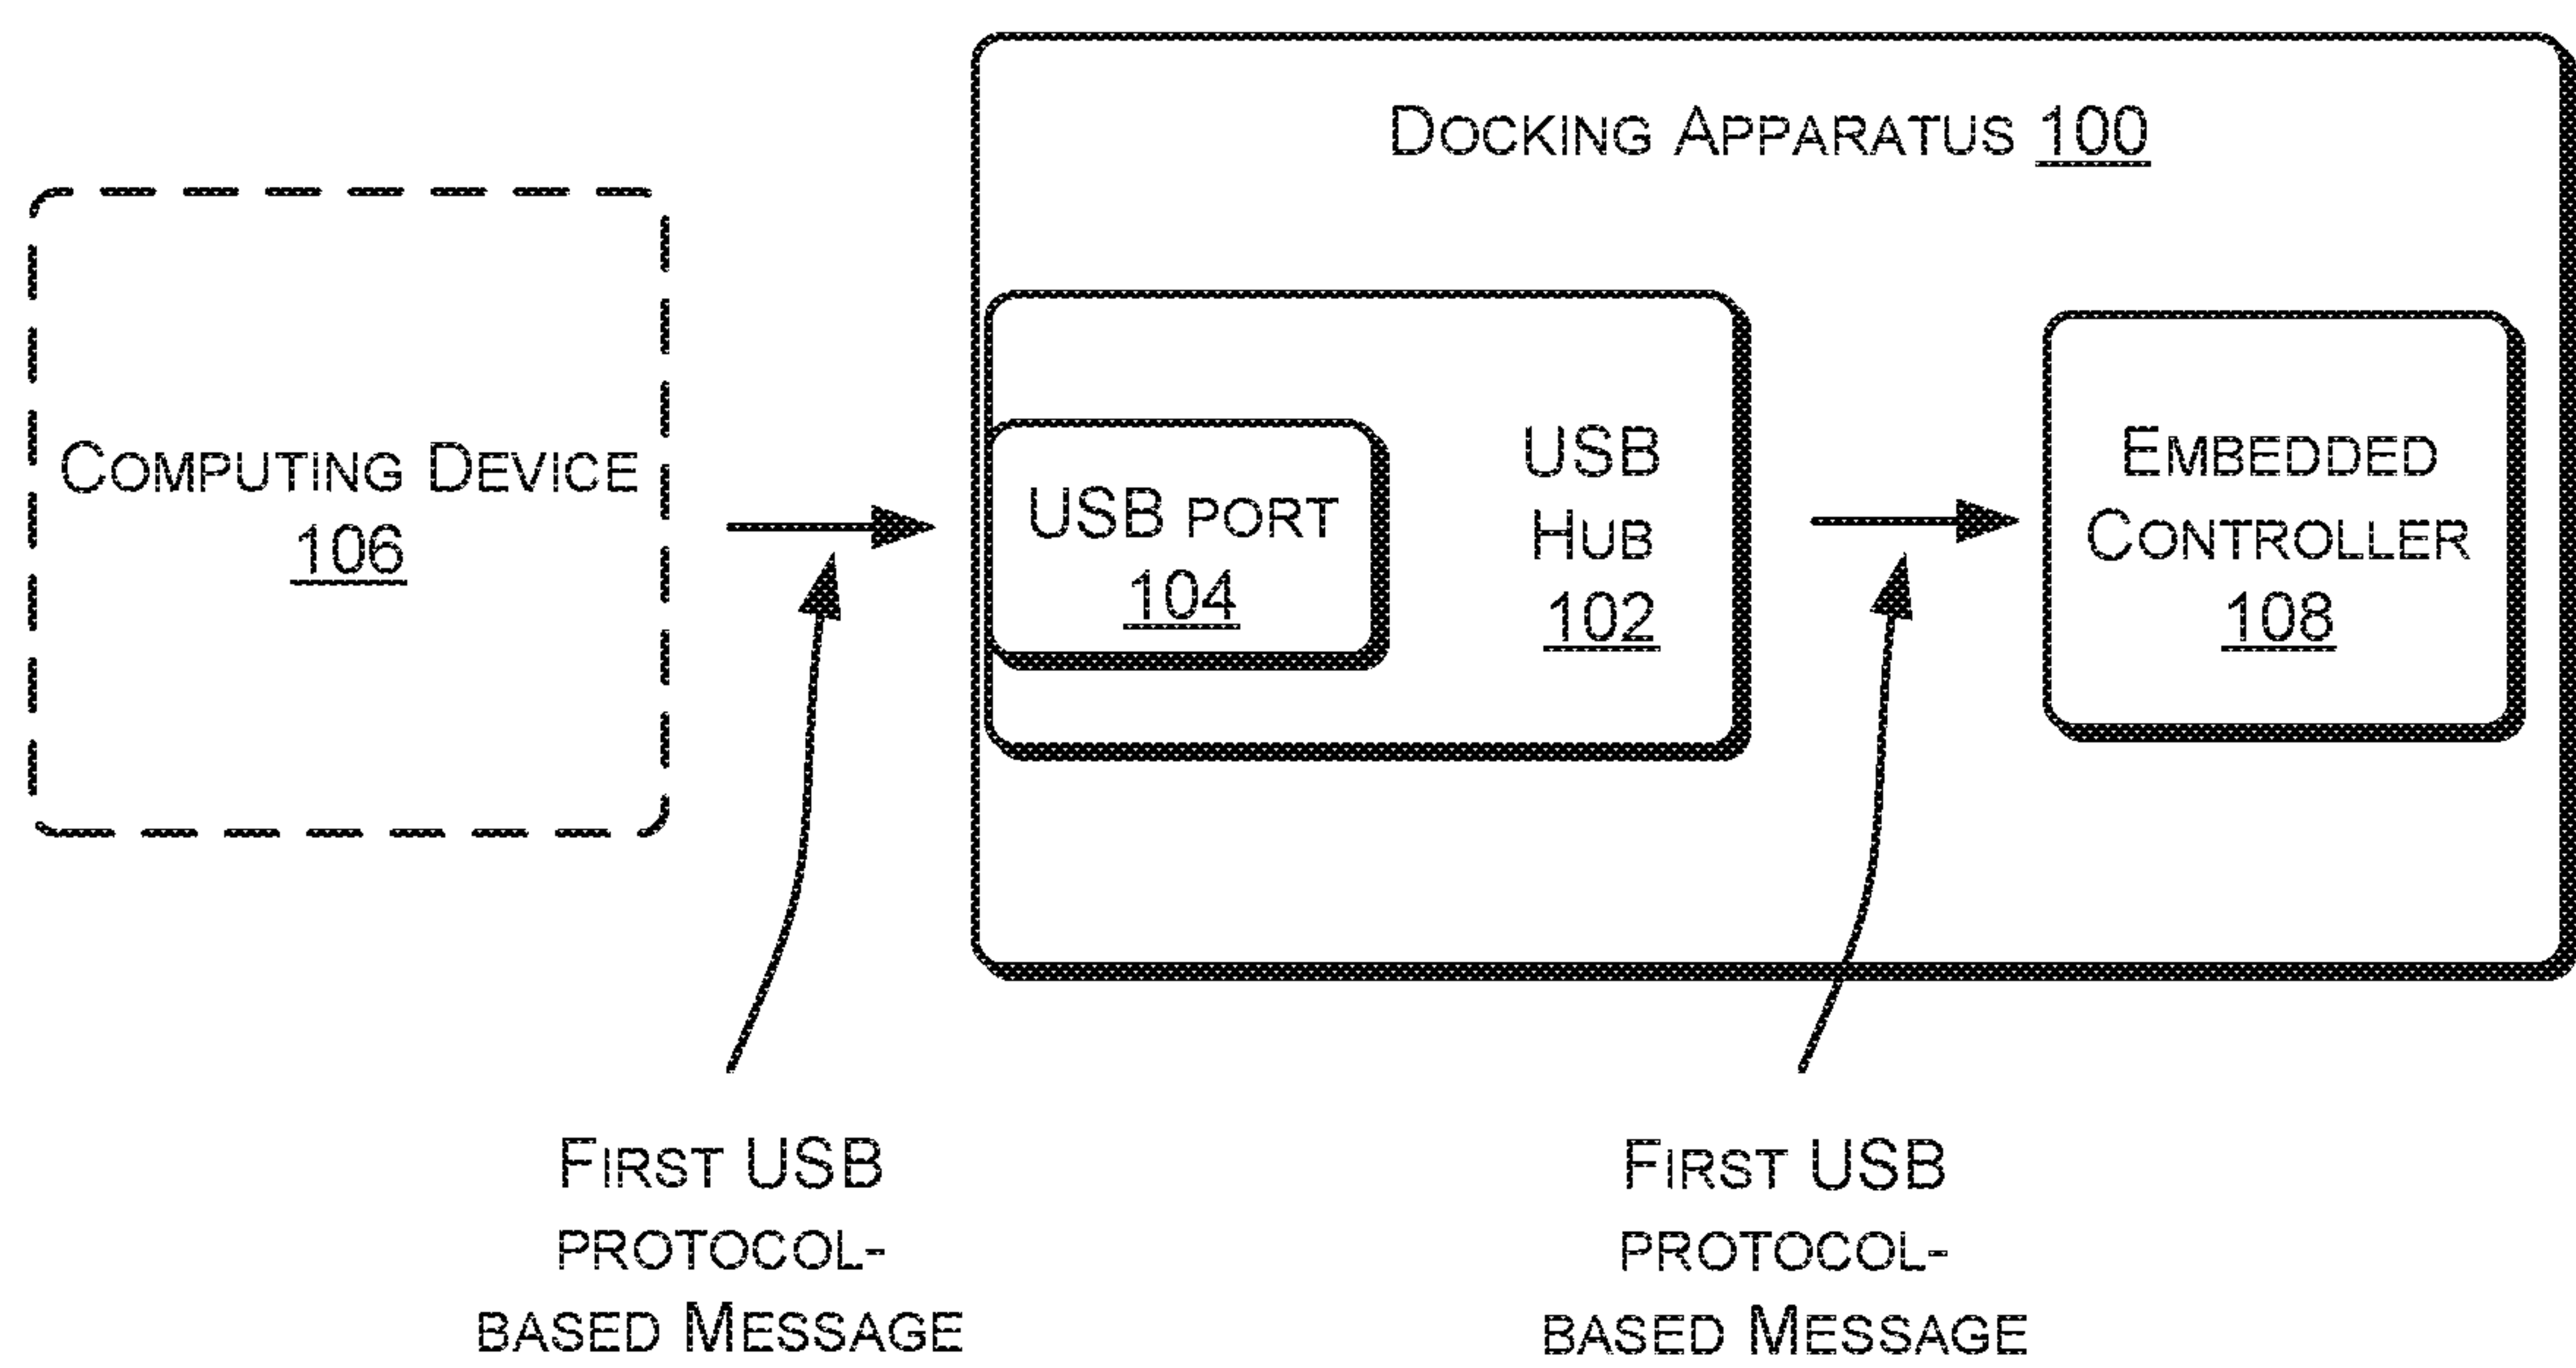 DOCKING APPARATUS 100
COMPUTING DEVICE
106
USB PORT
104
USB
HUB
102
EMBEDDED
CONTROLLER
108
FIRST USB
PROTOCOL-
BASED MESSAGE
FIRST USB
PROTOCOL-
BASED MESSAGE